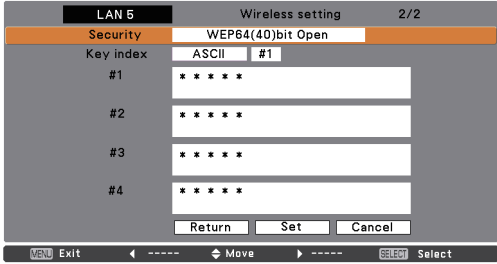 LAN 5 Wireless setting 2/2
Security WEP64(40)bit Open
Key index ASCII #1
#1 * * * * *
#2 * * * * *
#3 * * * * *
#4 * * * * *
Return Set Cancel
MENU Exit ◀ ----- ◆ Move ▶ ----- SELECT Select